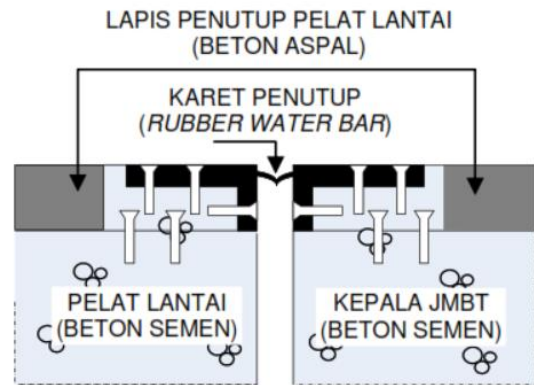 LAPIS PENUTUP PELAT LANTAI
(BETON ASPAL)
KARET PENUTUP
(RUBBER WATER BAR)
PELAT LANTAI
(BETON SEMEN)
KEPALA JMBT
(BETON SEMEN)